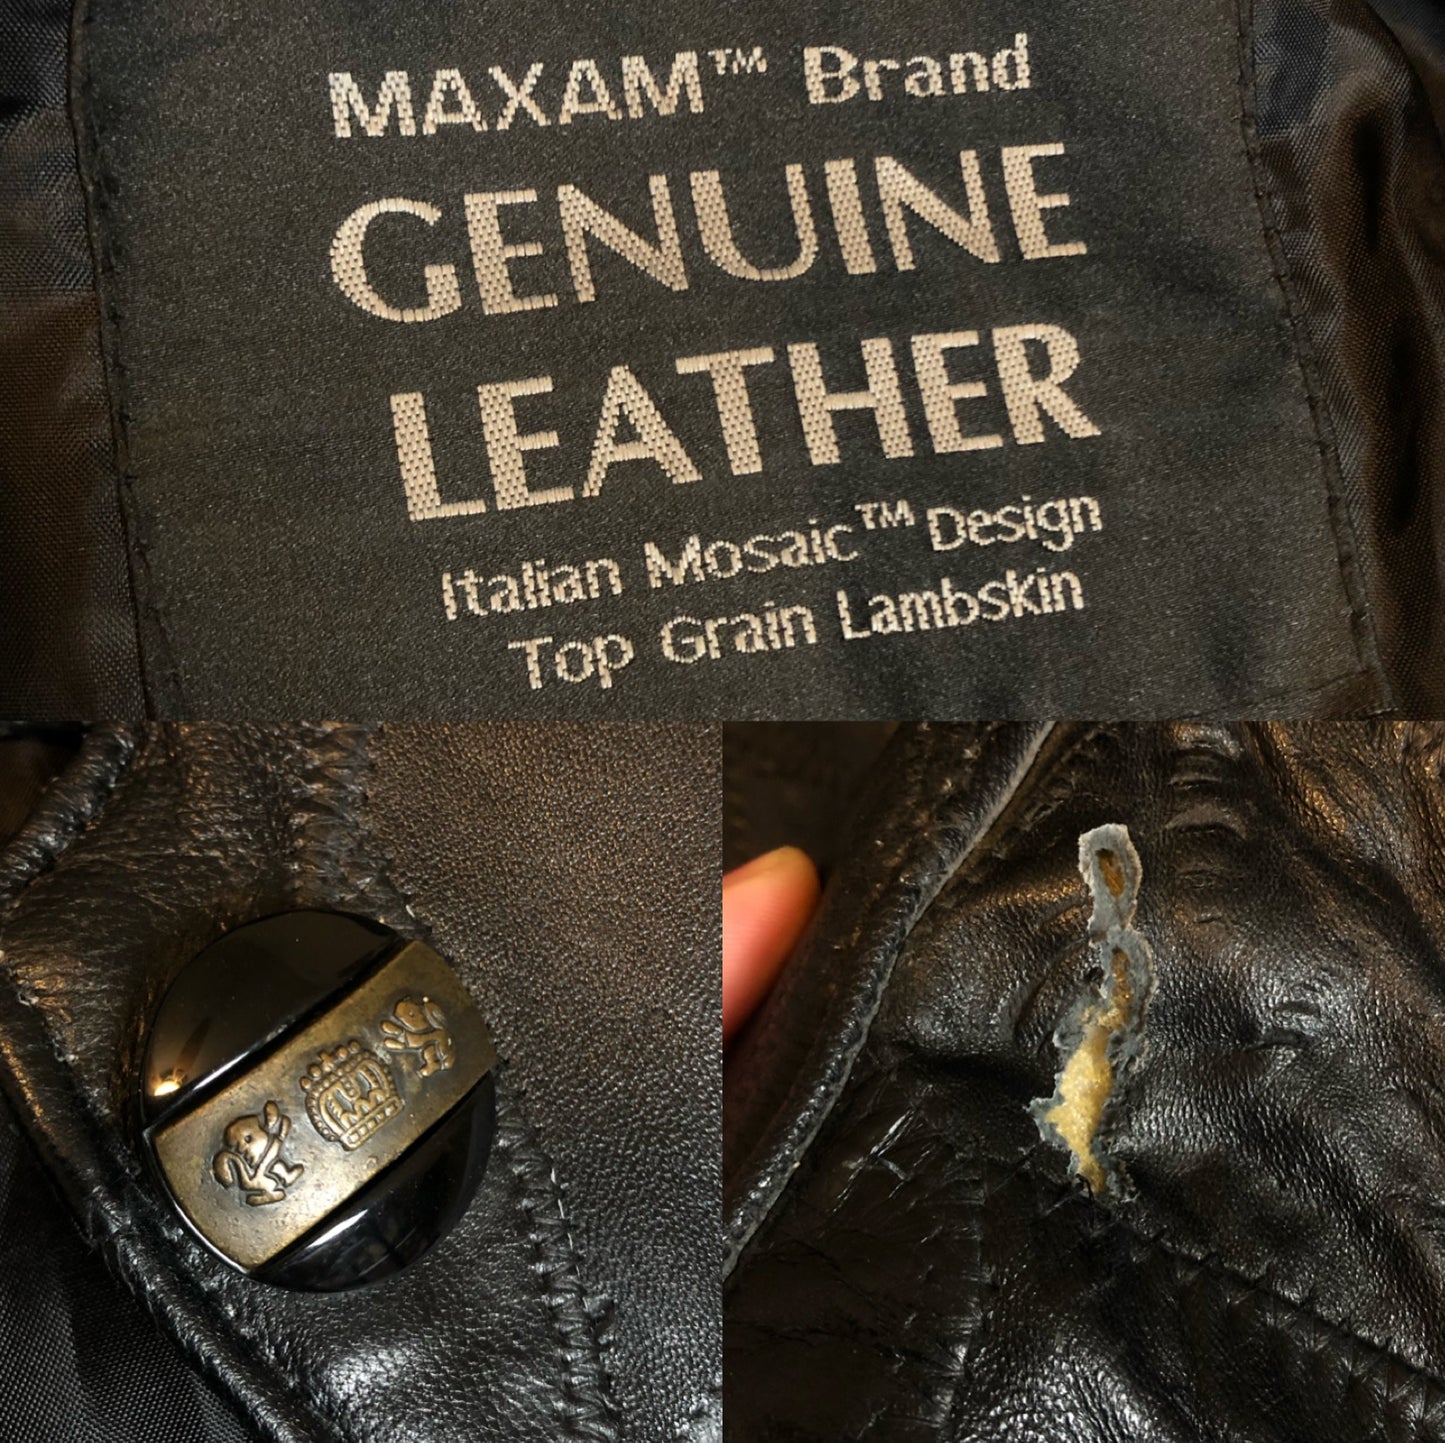 MAXAM™ Brand
GENUINE
LEATHER
Italian Mosaic™ Design
Top Grain Lambskin